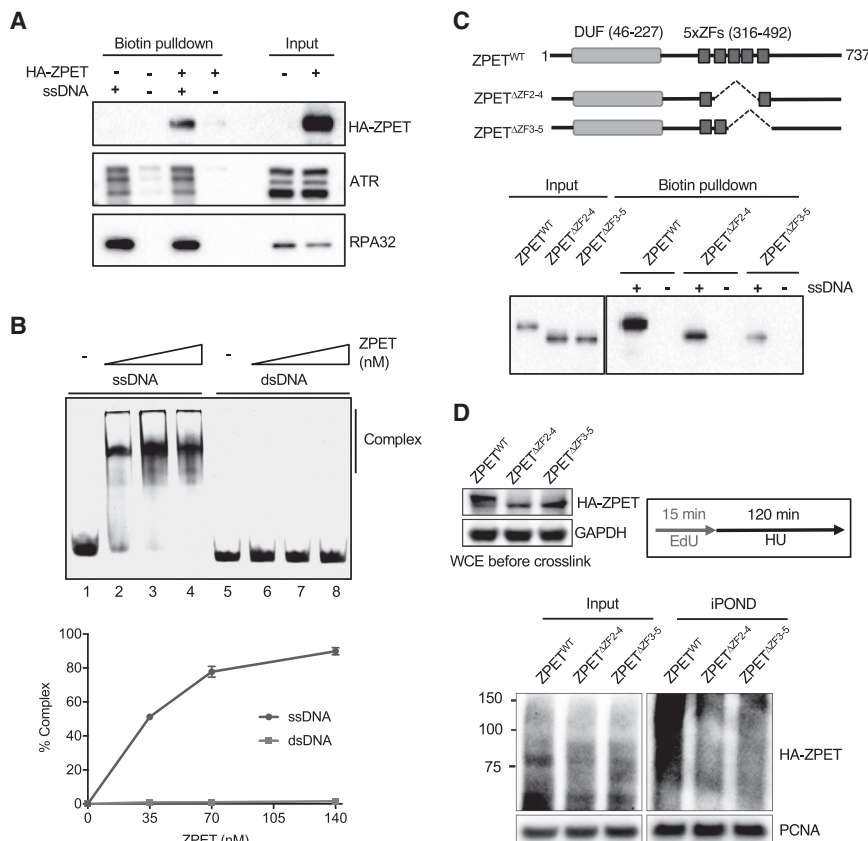 A
Biotin pulldown
Input
HA-ZPET - - + + - +
ssDNA + - + -
HA-ZPET
ATR
RPA32
B
- ZPET (nM)
ssDNA
-
dsDNA
Complex
1 2 3 4 5 6 7 8
% Complex
100
80
60
40
20
0
ssDNA
dsDNA
0 35 70 105 140
ZPET (nM)
C
DUF (46-227) 5xZFs (316-492)
ZPETWT 1 737
ZPETΔZF2-4
ZPETΔZF3-5
Input
Biotin pulldown
ZPETWT ZPETΔZF2-4 ZPETΔZF3-5 ZPETWT ZPETΔZF2-4 ZPETΔZF3-5
+ - + - + - ssDNA
D
ZPETWT ZPETΔZF2-4 ZPETΔZF3-5
HA-ZPET
GAPDH
WCE before crosslink
15 min 120 min
EdU HU
Input iPOND
ZPETWT ZPETΔZF2-4 ZPETΔZF3-5 ZPETWT ZPETΔZF2-4 ZPETΔZF3-5
150
100
75
HA-ZPET
PCNA